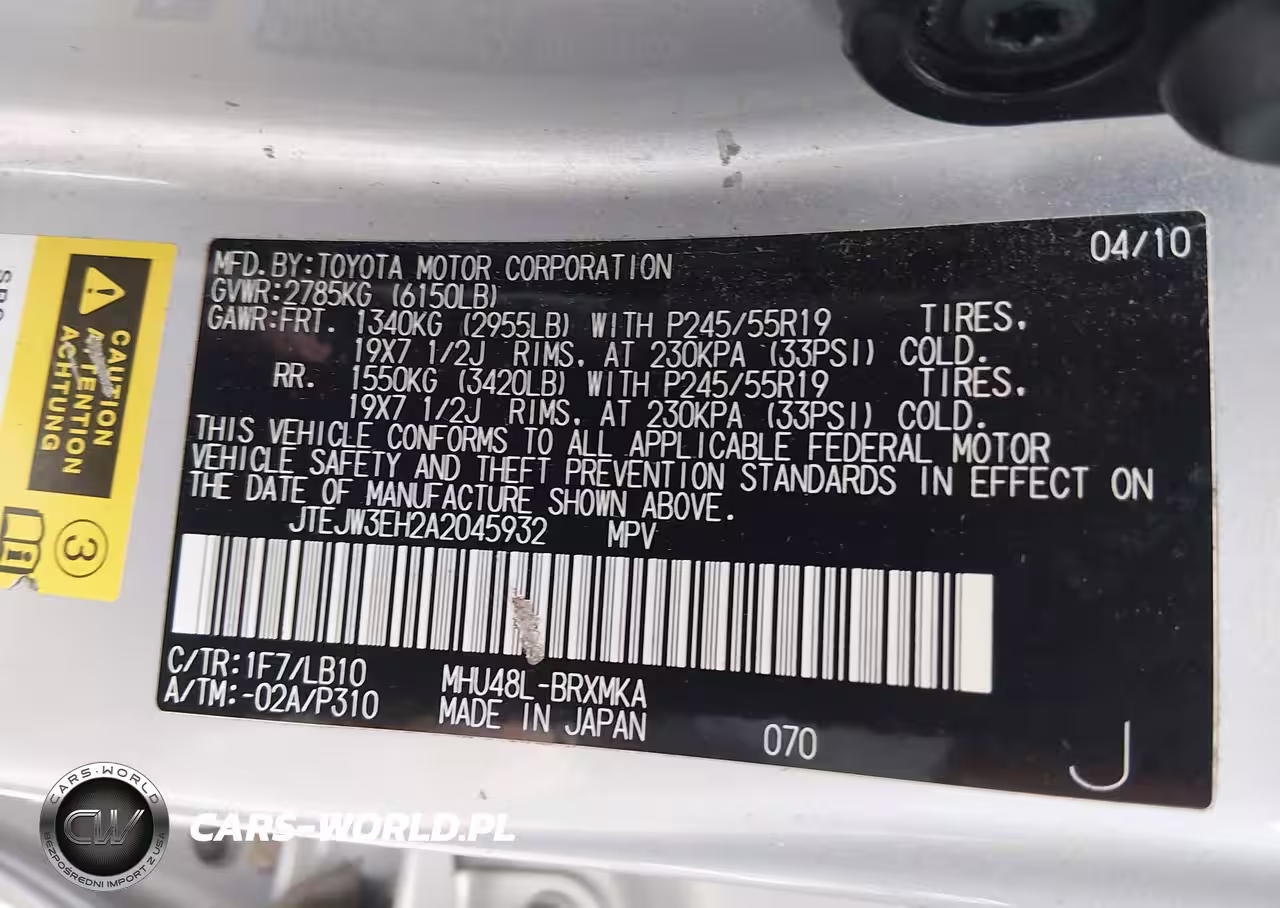 04/10
MFD. BY: TOYOTA MOTOR CORPORATION
GVWR: 2785KG (6150LB)
GAWR: FRT. 1340KG (2955LB) WITH P245/55R19 TIRES.
19X7 1/2J RIMS, AT 230KPA (33PSI) COLD.
RR. 1550KG (3420LB) WITH P245/55R19 TIRES.
19X7 1/2J RIMS, AT 230KPA (33PSI) COLD.
THIS VEHICLE CONFORMS TO ALL APPLICABLE FEDERAL MOTOR
VEHICLE SAFETY AND THEFT PREVENTION STANDARDS IN EFFECT ON
THE DATE OF MANUFACTURE SHOWN ABOVE.
JTEJW3EH2A2045932 MPV
C/TR: 1F7/LB10
A/TM: -02A/P310
MHU48L-BRXMKA
MADE IN JAPAN
070
J
CAUTION
ATTENTION
ACHTUNG
3
CARS-WORLD
CW
BEZPOŚREDNI IMPORT Z USA
CARS-WORLD.PL